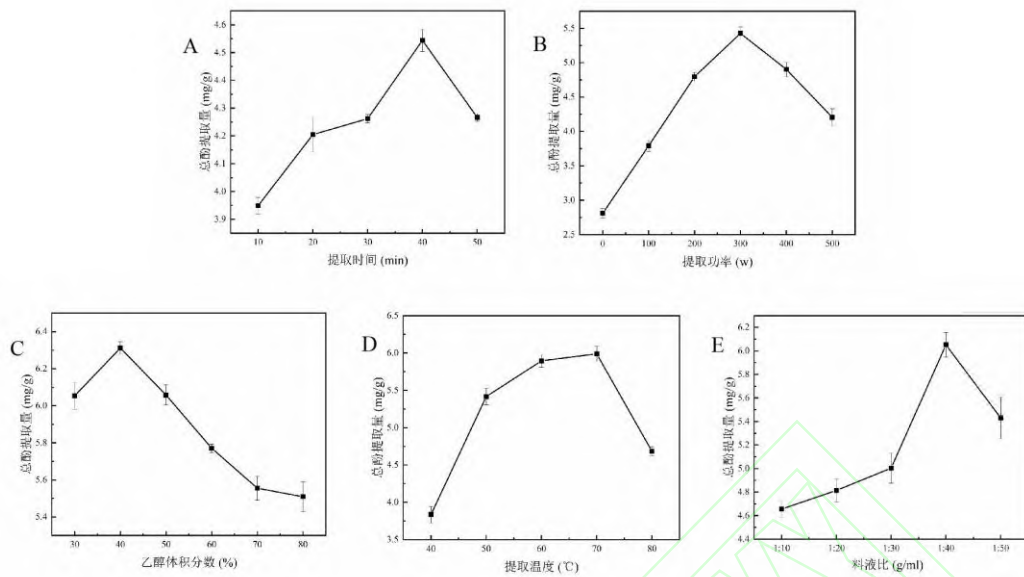 A
总酚提取量 (mg/g)
4.6
4.5
4.4
4.3
4.2
4.1
4.0
3.9
10 20 30 40 50
提取时间 (min)
B
总酚提取量 (mg/g)
5.5
5.0
4.5
4.0
3.5
3.0
2.5
0 100 200 300 400 500
提取功率 (w)
C
总酚提取量 (mg/g)
6.4
6.2
6.0
5.8
5.6
5.4
30 40 50 60 70 80
乙醇体积分数 (%)
D
总酚提取量 (mg/g)
6.5
6.0
5.5
5.0
4.5
4.0
3.5
40 50 60 70 80
提取温度 (℃)
E
总酚提取量 (mg/g)
6.2
6.0
5.8
5.6
5.4
5.2
5.0
4.8
4.6
4.4
1:10 1:20 1:30 1:40 1:50
料液比 (g/ml)